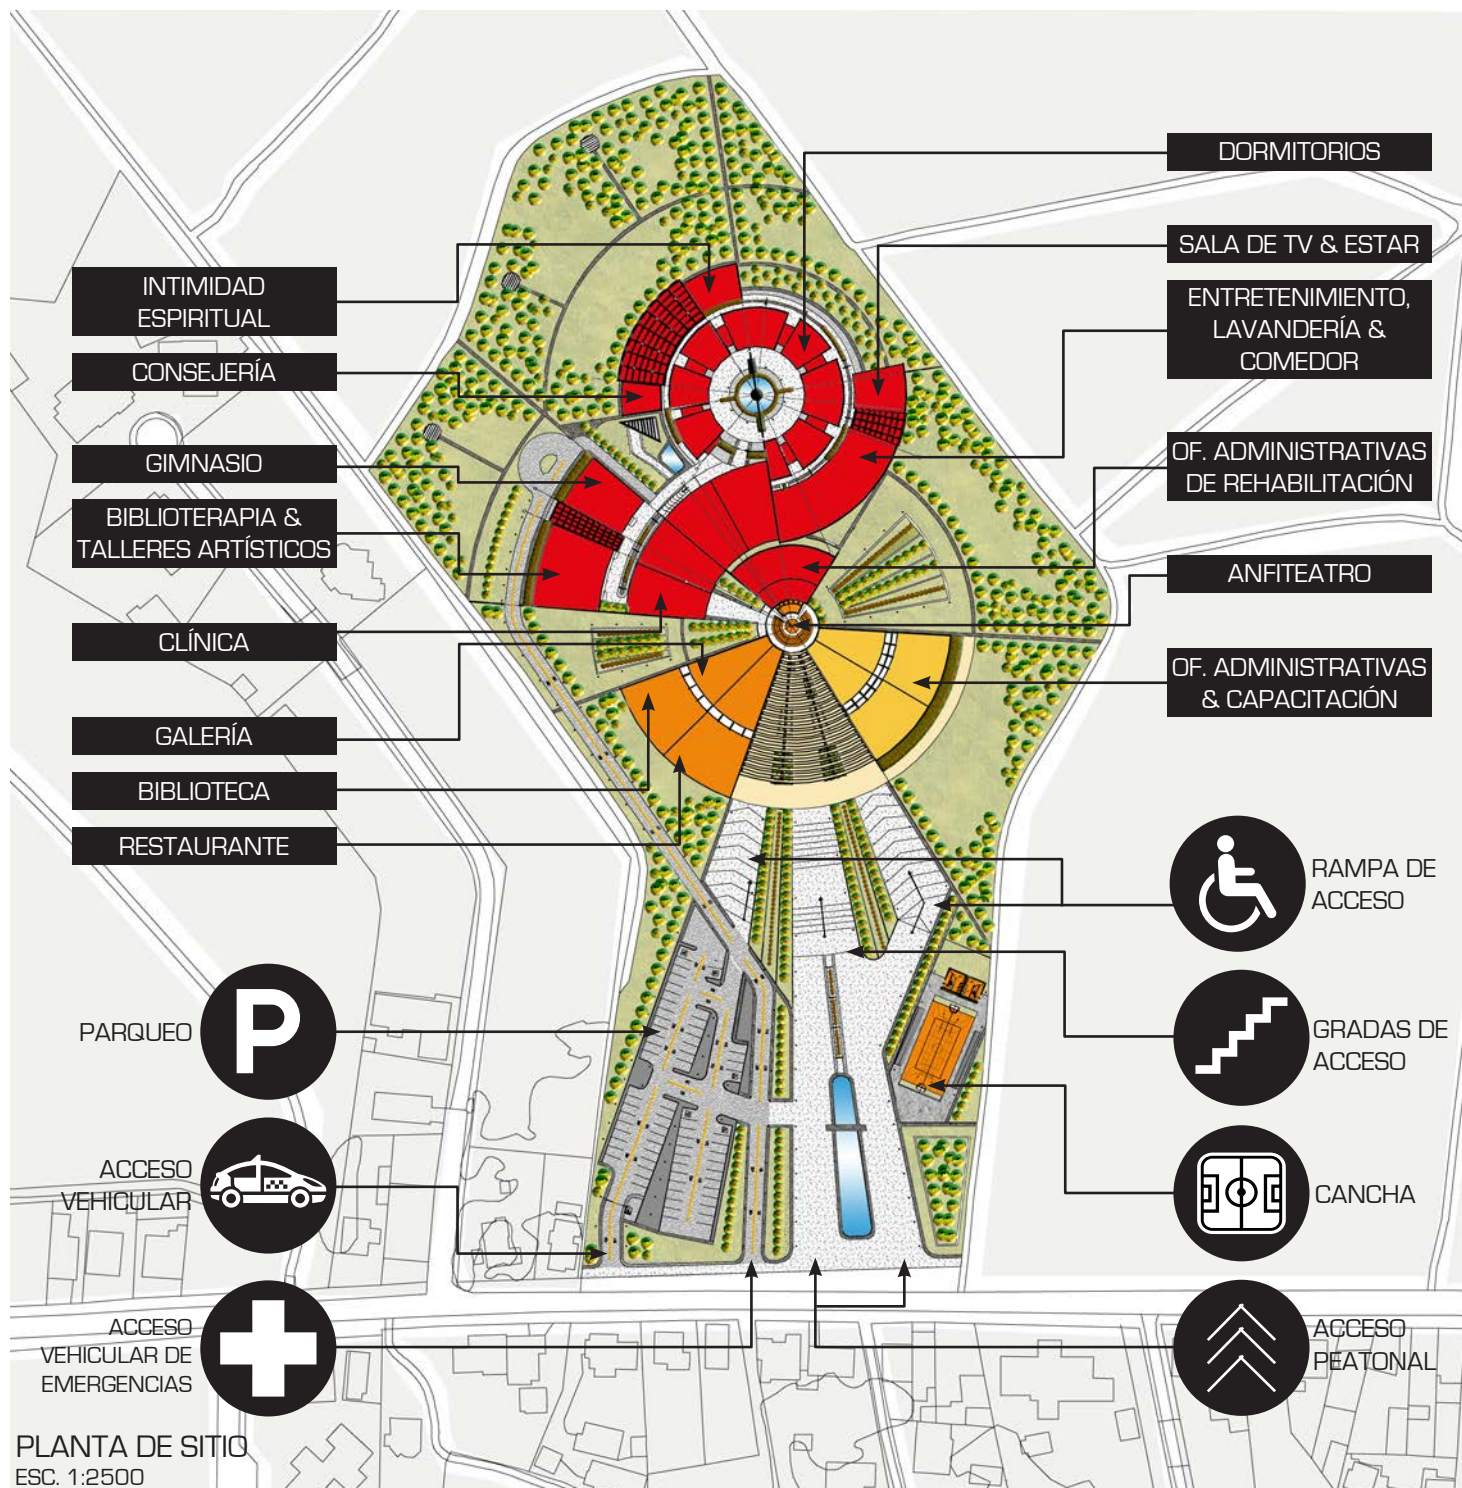 DORMITORIOS
SALA DE TV & ESTAR
ENTRETENIMIENTO,
LAVANDERÍA &
COMEDOR
OF. ADMINISTRATIVAS
DE REHABILITACIÓN
ANFITEATRO
OF. ADMINISTRATIVAS
& CAPACITACIÓN
INTIMIDAD
ESPIRITUAL
CONSEJERÍA
GIMNASIO
BIBLIOTERAPIA &
TALLERES ARTÍSTICOS
CLÍNICA
GALERÍA
BIBLIOTECA
RESTAURANTE
RAMPA DE
ACCESO
GRADAS DE
ACCESO
CANCHA
ACCESO
PEATONAL
PARQUEO
P
ACCESO
VEHICULAR
ACCESO
VEHICULAR DE
EMERGENCIAS
PLANTA DE SITIO
ESC. 1:2500